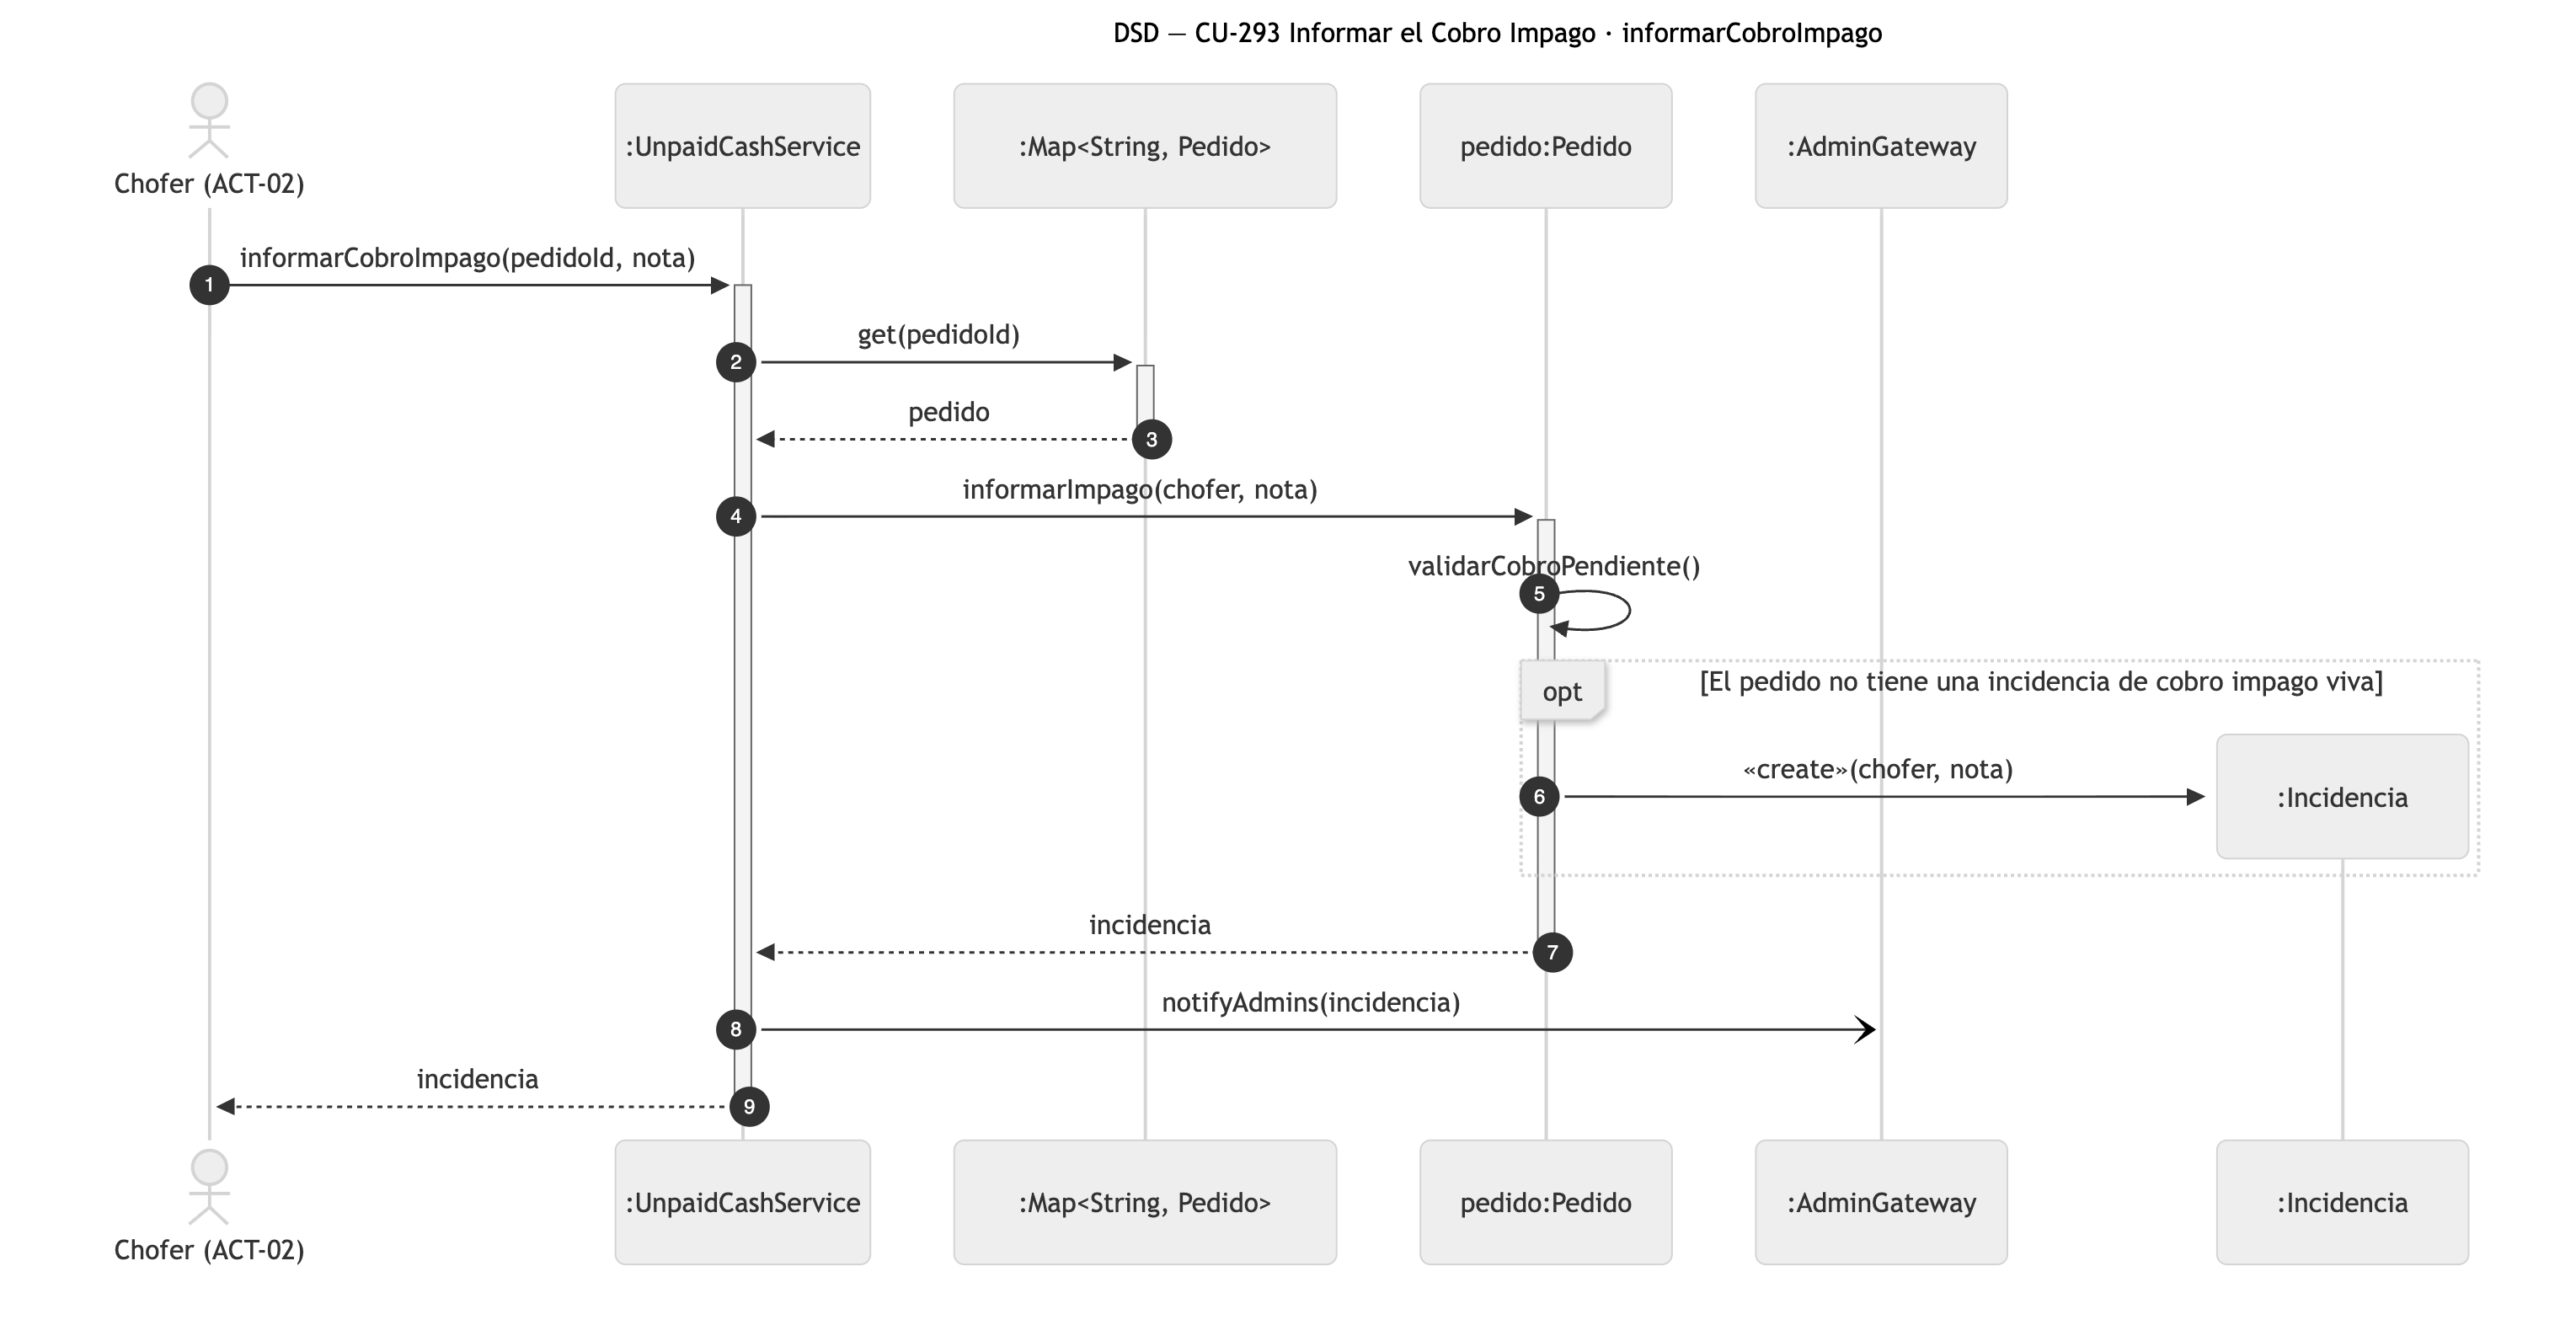 DSD — CU-293 Informar el Cobro Impago · informarCobroImpago
Chofer (ACT-02)
:UnpaidCashService
:Map<String, Pedido>
pedido:Pedido
:AdminGateway
informarCobroImpago(pedidoId, nota)
1
get(pedidoId)
2
pedido
3
informarImpago(chofer, nota)
4
validarCobroPendiente()
5
opt
[El pedido no tiene una incidencia de cobro impago viva]
«create»(chofer, nota)
6
:Incidencia
incidencia
7
notifyAdmins(incidencia)
8
incidencia
9
Chofer (ACT-02)
:UnpaidCashService
:Map<String, Pedido>
pedido:Pedido
:AdminGateway
:Incidencia